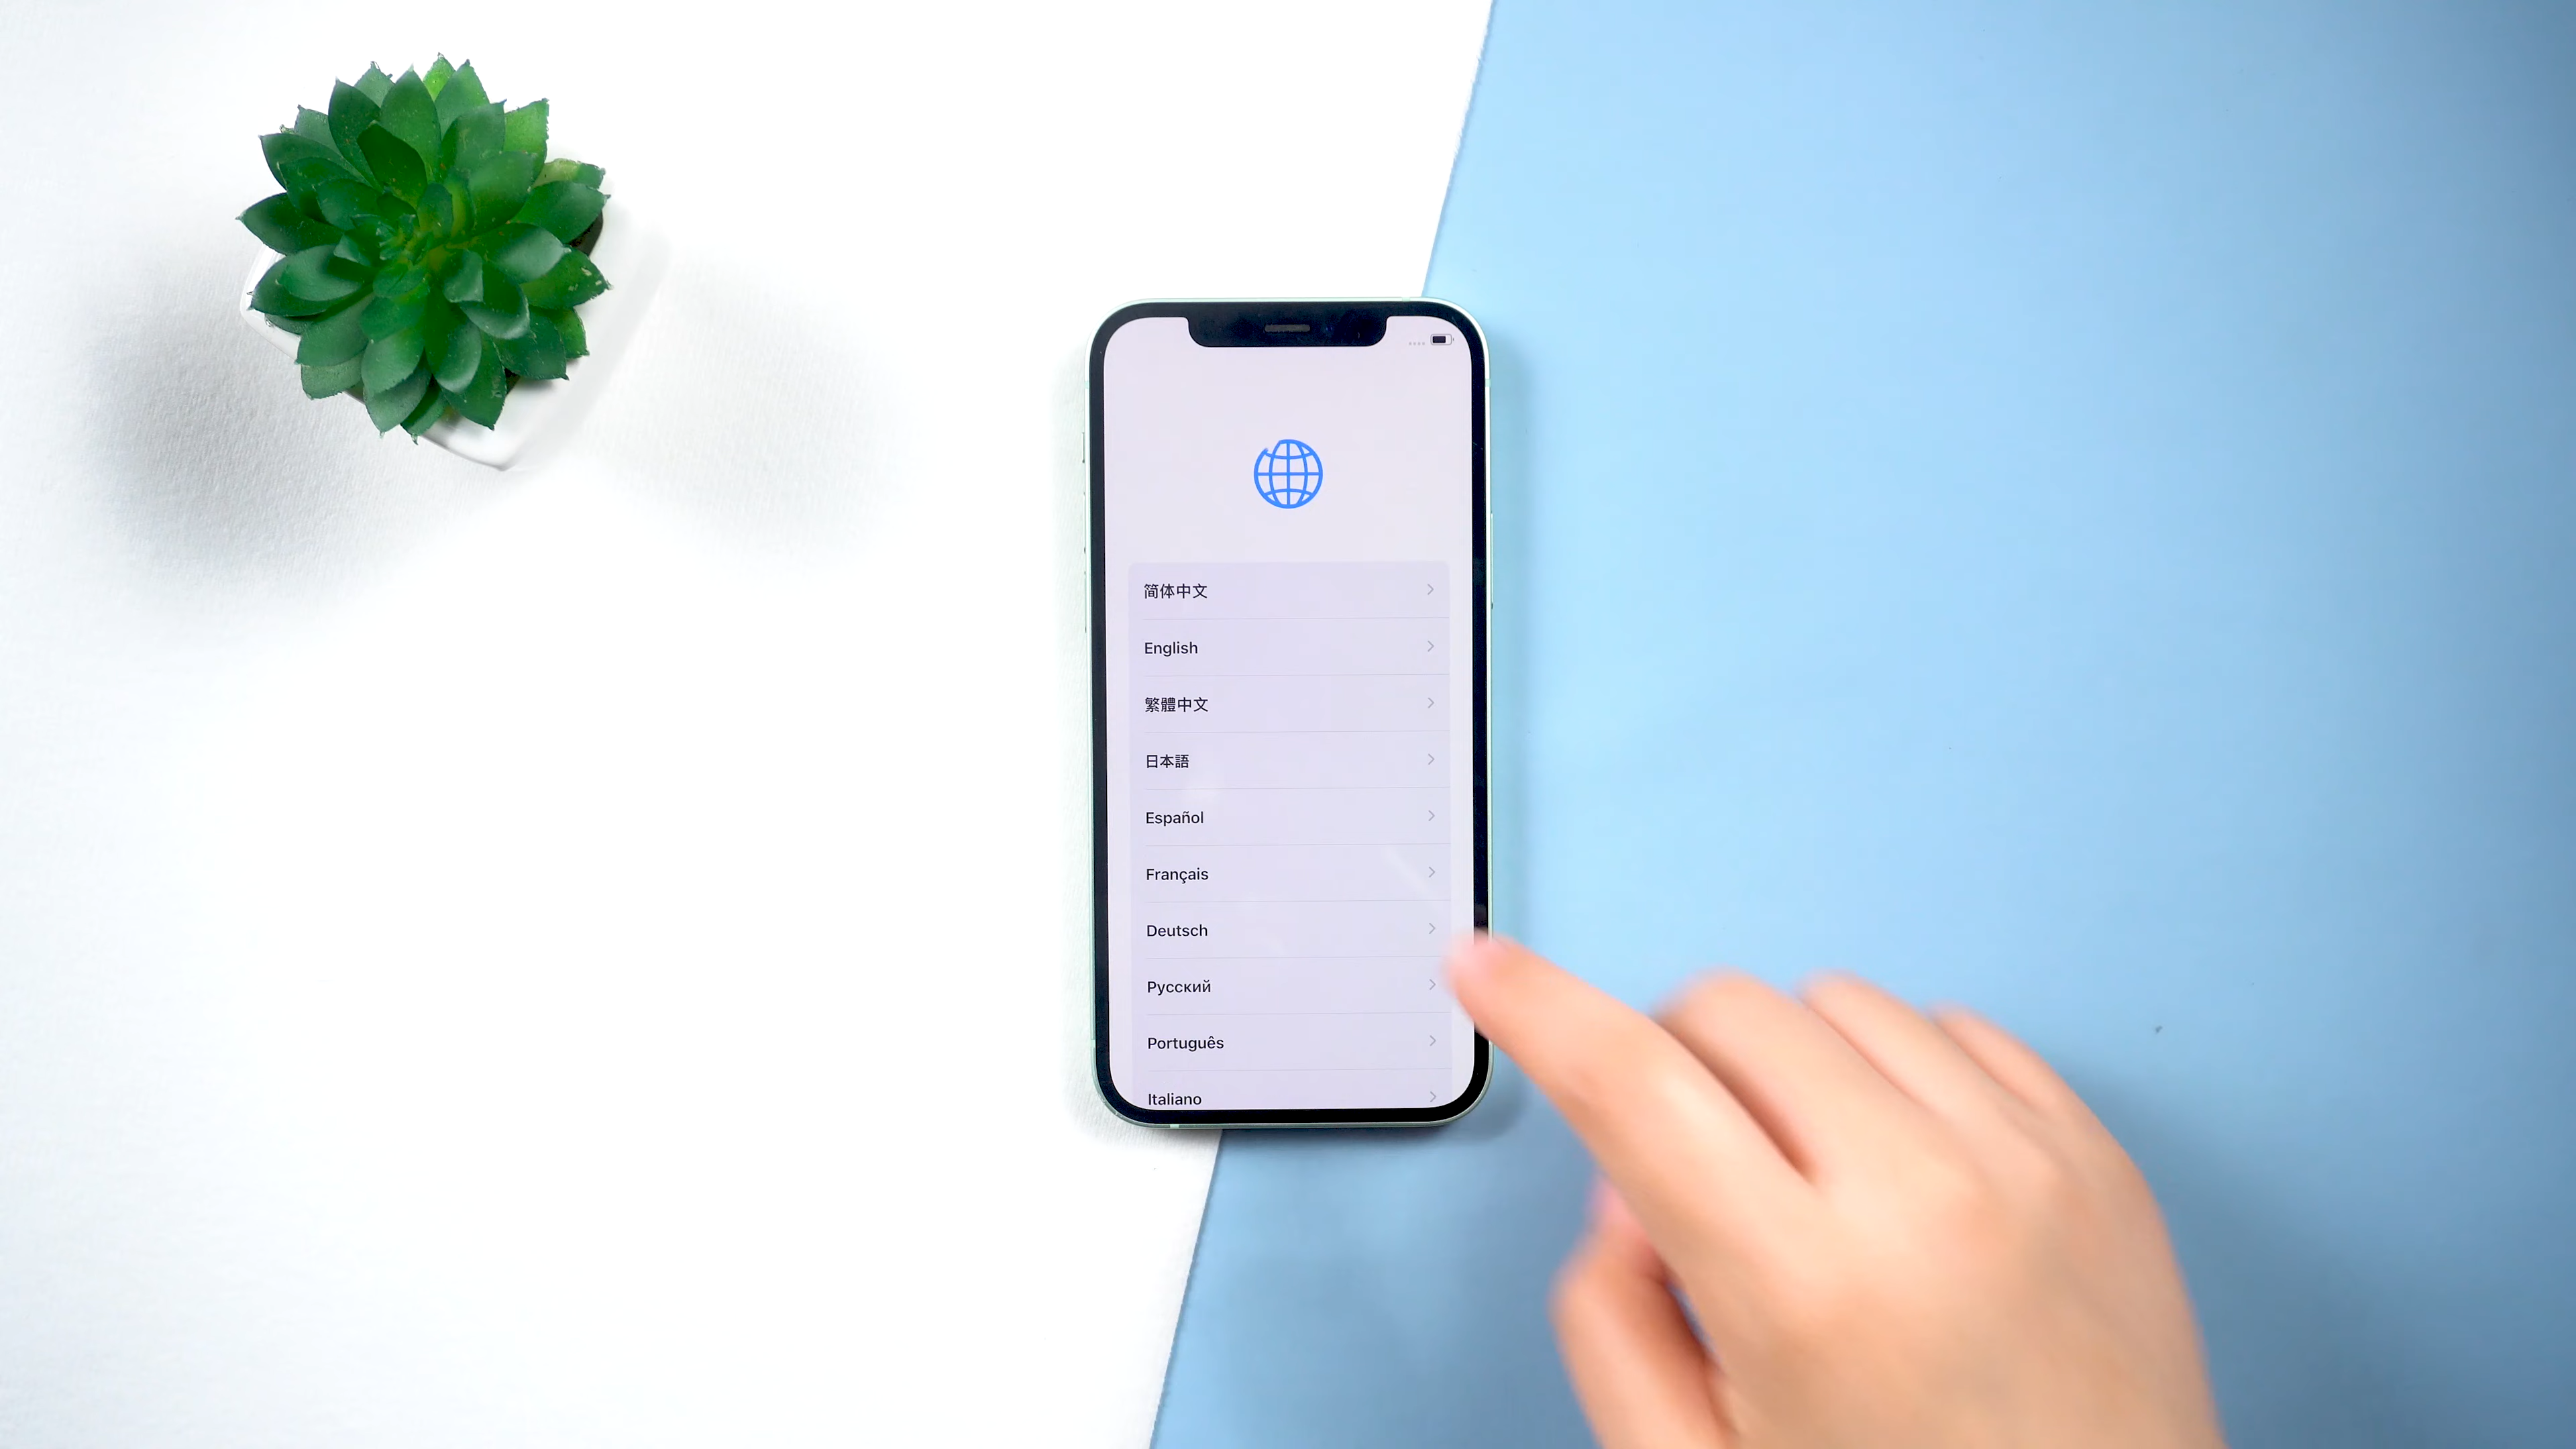 简体中文
English
繁體中文
日本語
Español
Français
Deutsch
Русский
Português
Italiano